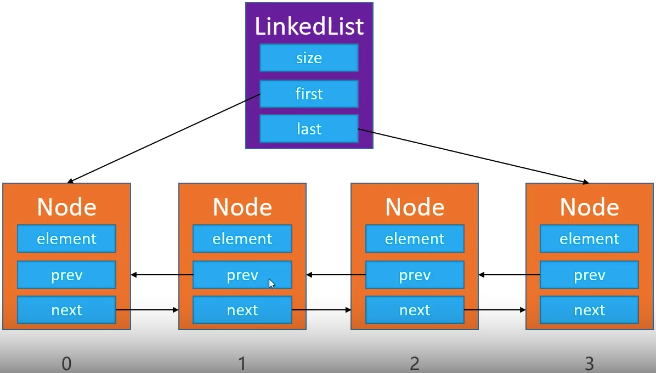 LinkedList
size
first
last
Node
element
prev
next
Node
element
prev
next
Node
element
prev
next
Node
element
prev
next
0 1 2 3